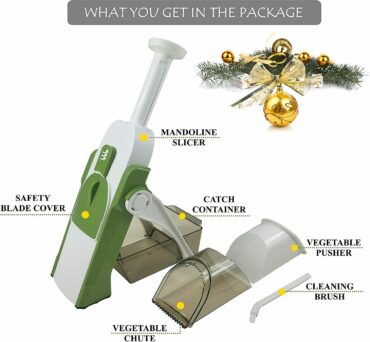 WHAT YOU GET IN THE PACKAGE
MANDOLINE
SLICER
SAFETY
BLADE COVER
CATCH
CONTAINER
VEGETABLE
PUSHER
CLEANING
BRUSH
VEGETABLE
CHUTE